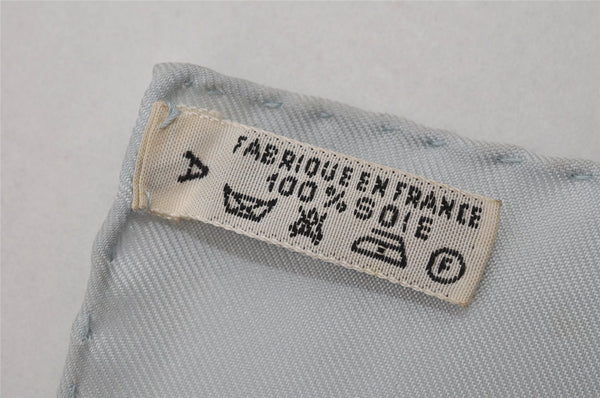 FABRIQUE EN FRANCE
100% SOIE
A
F